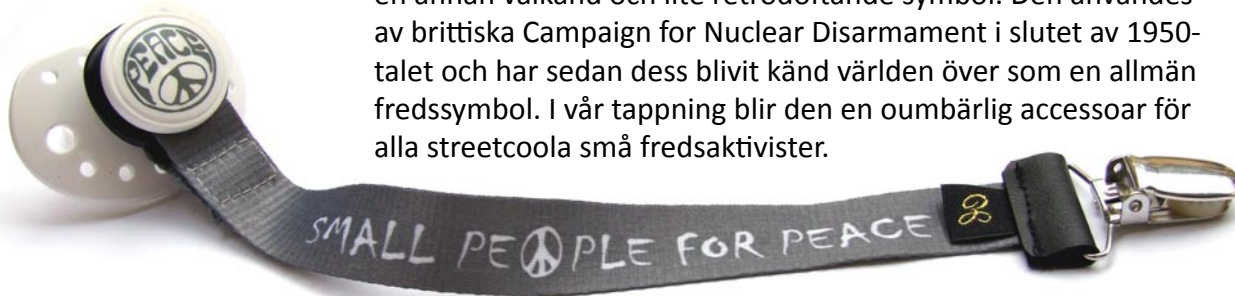 en annan välkänd och lite retrodoftande symbol. Den användes
av brittiska Campaign for Nuclear Disarmament i slutet av 1950-
talet och har sedan dess blivit känd världen över som en allmän
fredssymbol. I vår tappning blir den en oumbärlig accessoar för
alla streetcoola små fredsaktivister.
PEACE
SMALL PEOPLE FOR PEACE